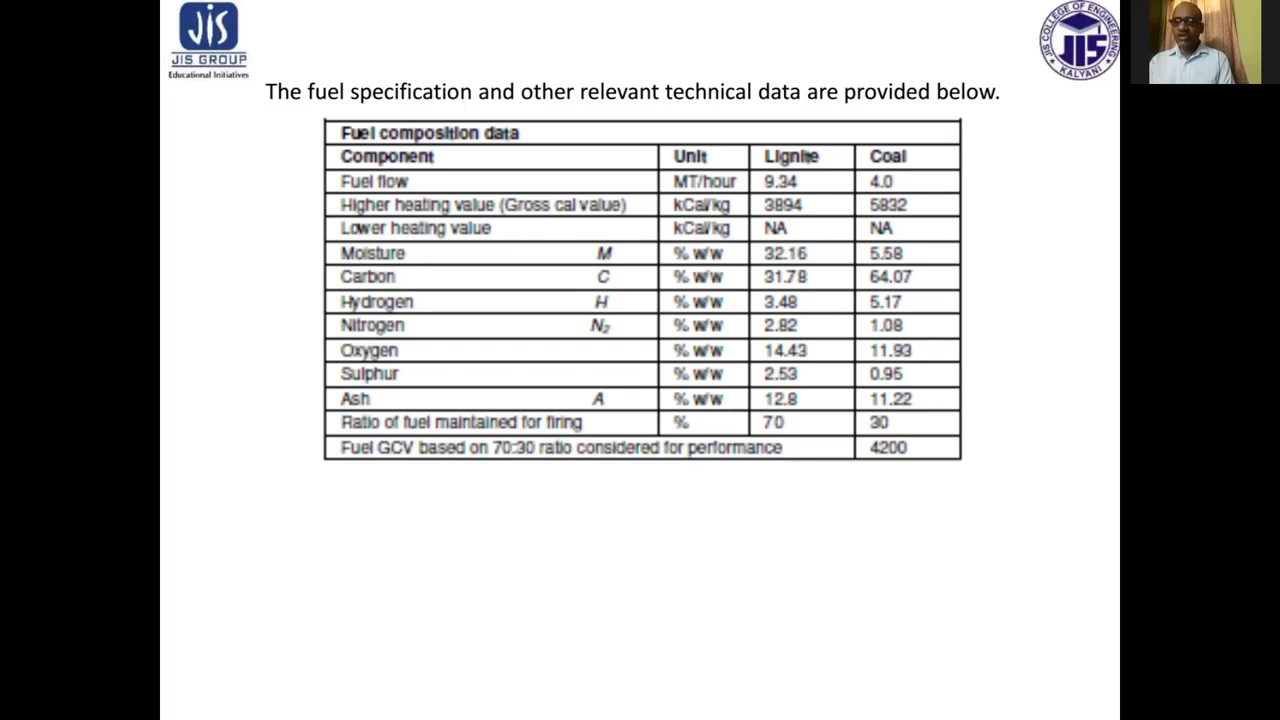 JIS
JIS GROUP
Educational Initiatives
JIS COLLEGE OF ENGINEERING
JIS
KALYANI
The fuel specification and other relevant technical data are provided below.
Fuel composition data
Component Unit Lignite Coal
Fuel flow MT/hour 9.34 4.0
Higher heating value (Gross cal value) kCal/kg 3894 5832
Lower heating value kCal/kg NA NA
Moisture M % w/w 32.16 5.58
Carbon C % w/w 31.78 64.07
Hydrogen H % w/w 3.48 5.17
Nitrogen N₂ % w/w 2.82 1.08
Oxygen % w/w 14.43 11.93
Sulphur % w/w 2.53 0.95
Ash A % w/w 12.8 11.22
Ratio of fuel maintained for firing % 70 30
Fuel GCV based on 70:30 ratio considered for performance 4200